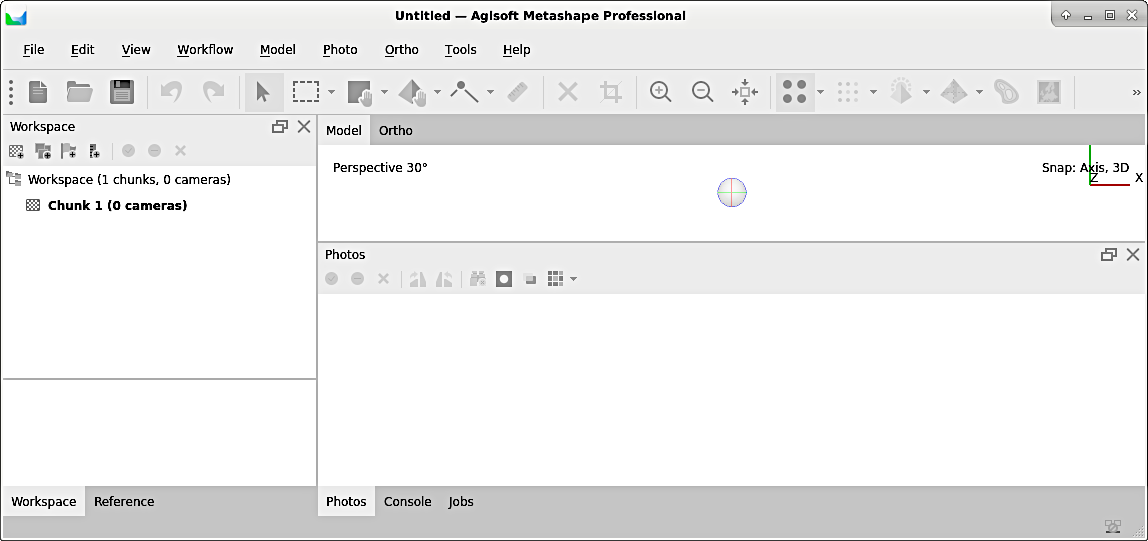 Untitled — Agisoft Metashape Professional
File Edit View Workflow Model Photo Ortho Tools Help
»
Workspace
Workspace (1 chunks, 0 cameras)
Chunk 1 (0 cameras)
Workspace Reference
Model Ortho
Perspective 30°
Snap: Axis, 3D
Z X
Photos
Photos Console Jobs